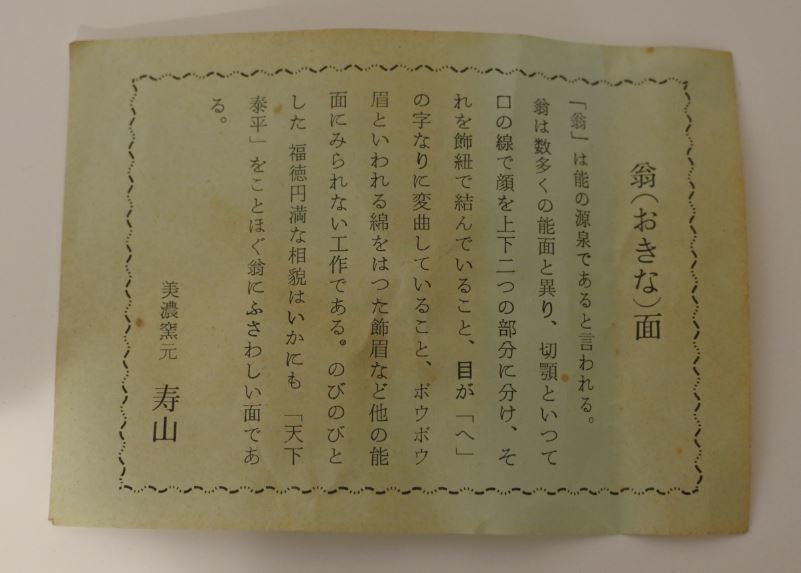 翁(おきな)面
「翁」は能の源泉であると言われる。
翁は数多くの能面と異り、切顎といつて
口の線で顔を上下二つの部分に分け、そ
れを飾紐で結んでいること、目が「へ」
の字なりに変曲していること、ボウボウ
眉といわれる綿をはつた飾眉など他の能
面にみられない工作である。のびのびと
した 福徳円満な相貌はいかにも 「天下
泰平」をことほぐ翁にふさわしい面であ
る。
美濃窯元 寿山